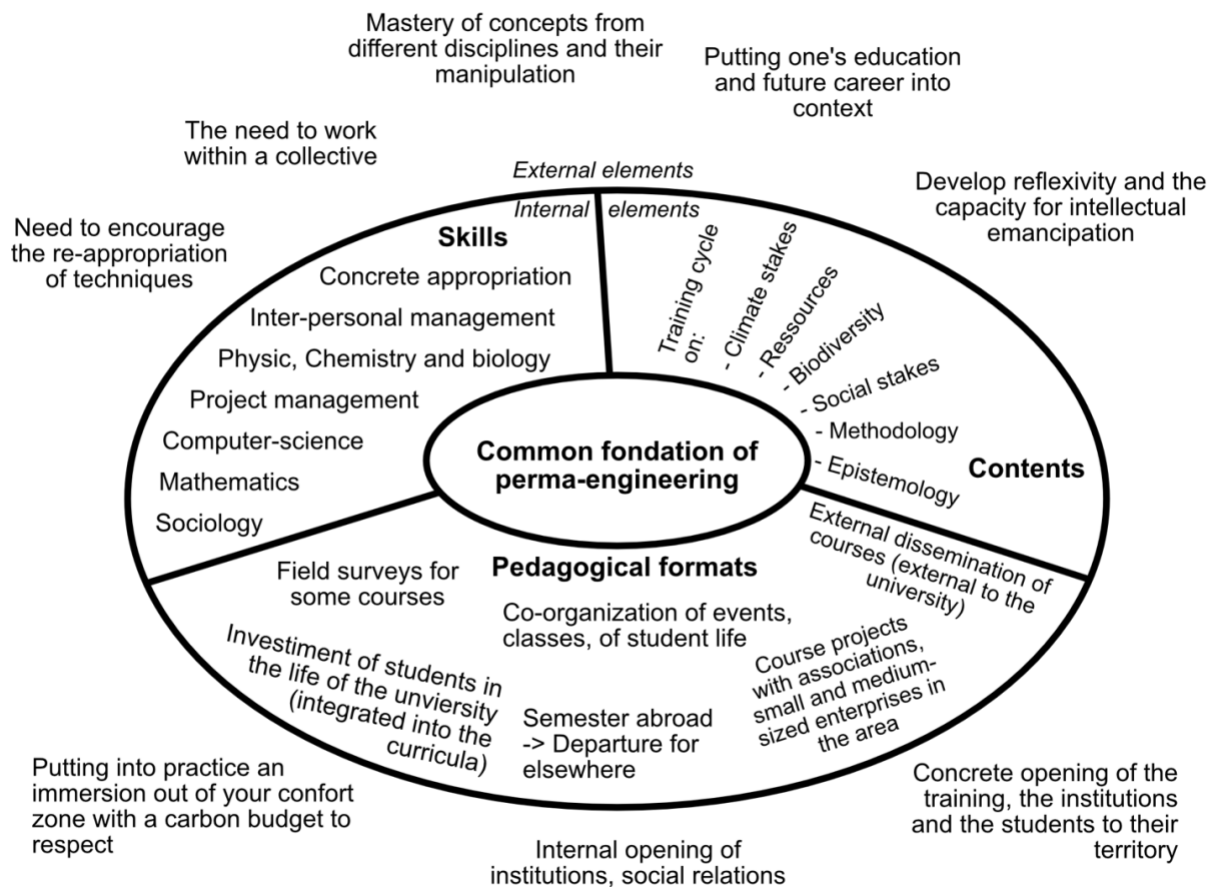 Mastery of concepts from
different disciplines and their
manipulation
Putting one's education
and future career into
context
The need to work
within a collective
Develop reflexivity and the
capacity for intellectual
emancipation
Need to encourage
the re-appropriation
of techniques
External elements
Internal elements
Skills
Concrete appropriation
Inter-personal management
Physic, Chemistry and biology
Project management
Computer-science
Mathematics
Sociology
Training cycle
on:
- Climate stakes
- Ressources
- Biodiversity
- Social stakes
- Methodology
- Epistemology
Contents
Common fondation of
perma-engineering
Pedagogical formats
Field surveys for
some courses
Co-organization of events,
classes, of student life
External dissemination of
courses (external to the
university)
Investiment of students in
the life of the unviersity
(integrated into the
curricula)
Semester abroad
-> Departure for
elsewhere
Course projects
with associations,
small and medium-
sized enterprises in
the area
Putting into practice an
immersion out of your confort
zone with a carbon budget to
respect
Internal opening of
institutions, social relations
Concrete opening of the
training, the institutions
and the students to their
territory